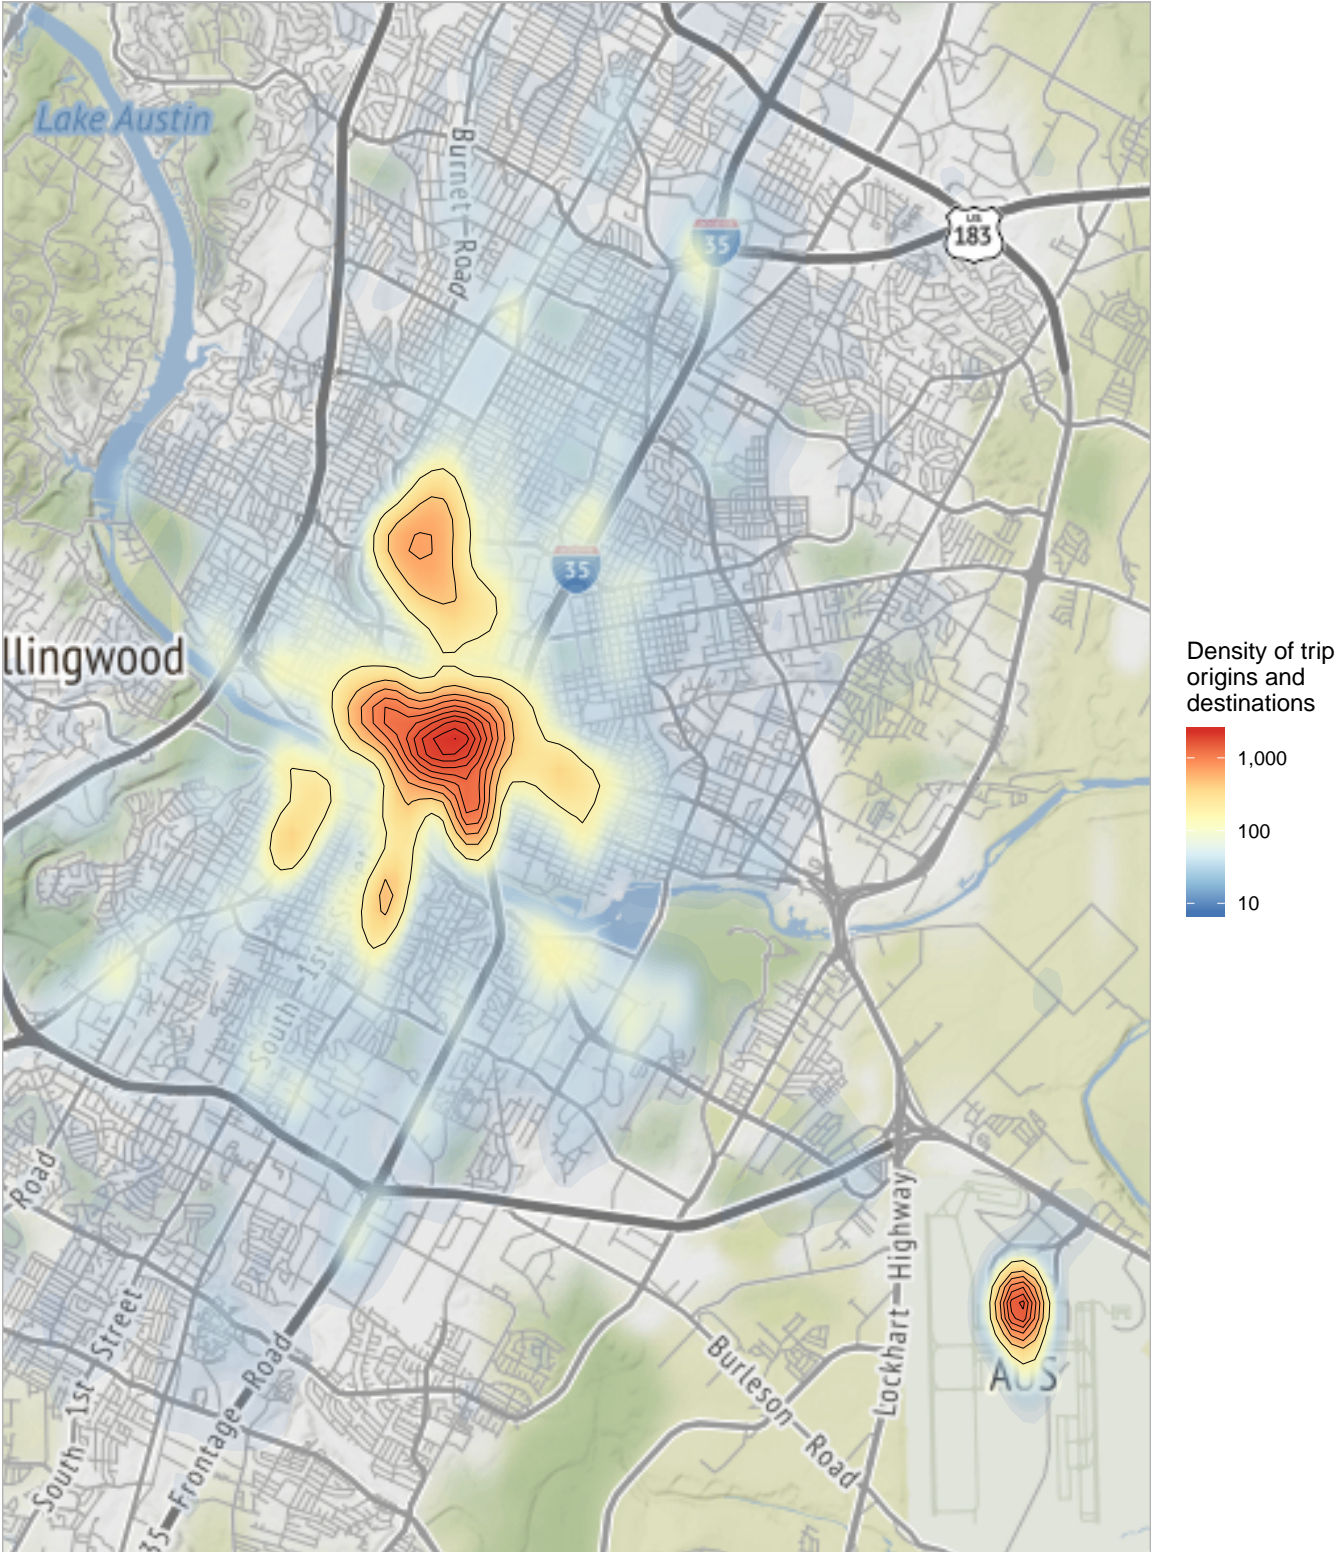 Lake Austin
Burnet Road
35
US
183
35
llingwood
Density of trip
origins and
destinations
1,000
100
10
South 1st
Road
South 1st Street
35 Frontage Road
Lockhart Highway
Burleson Road
AUS